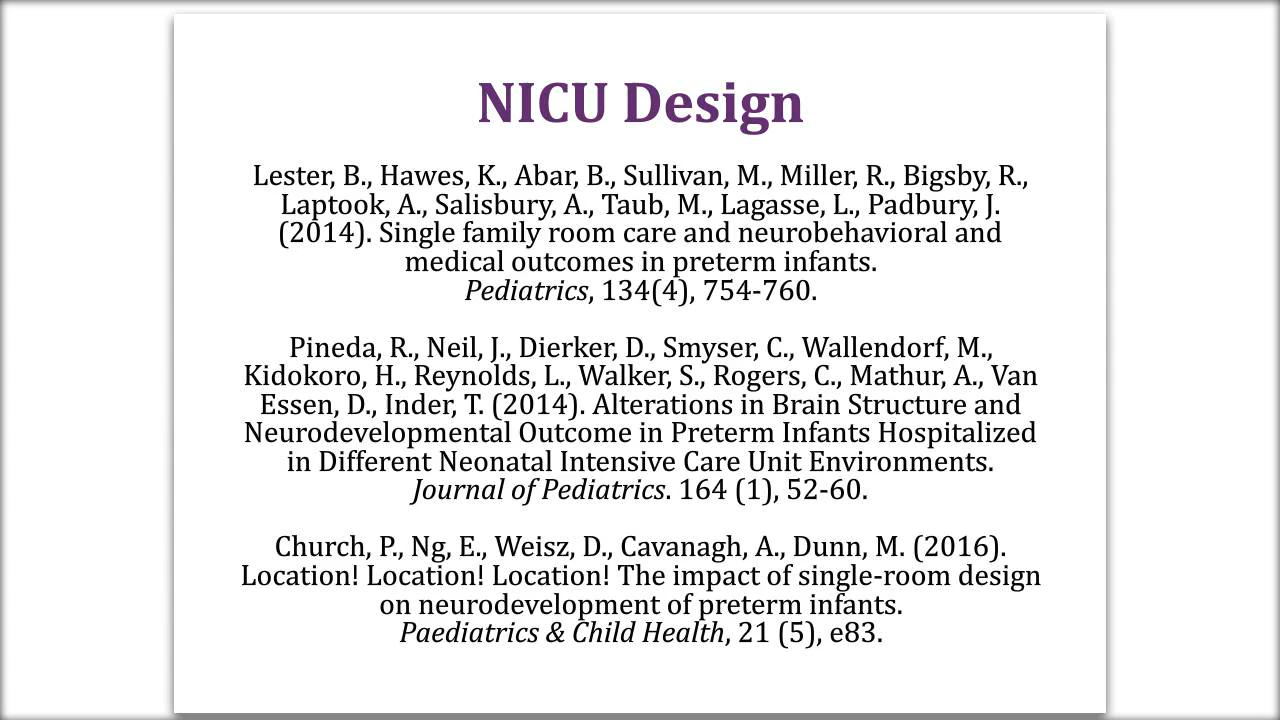 NICU Design
Lester, B., Hawes, K., Abar, B., Sullivan, M., Miller, R., Bigsby, R.,
Laptook, A., Salisbury, A., Taub, M., Lagasse, L., Padbury, J.
(2014). Single family room care and neurobehavioral and
medical outcomes in preterm infants.
Pediatrics, 134(4), 754-760.
Pineda, R., Neil, J., Dierker, D., Smyser, C., Wallendorf, M.,
Kidokoro, H., Reynolds, L., Walker, S., Rogers, C., Mathur, A., Van
Essen, D., Inder, T. (2014). Alterations in Brain Structure and
Neurodevelopmental Outcome in Preterm Infants Hospitalized
in Different Neonatal Intensive Care Unit Environments.
Journal of Pediatrics. 164 (1), 52-60.
Church, P., Ng, E., Weisz, D., Cavanagh, A., Dunn, M. (2016).
Location! Location! Location! The impact of single-room design
on neurodevelopment of preterm infants.
Paediatrics & Child Health, 21 (5), e83.